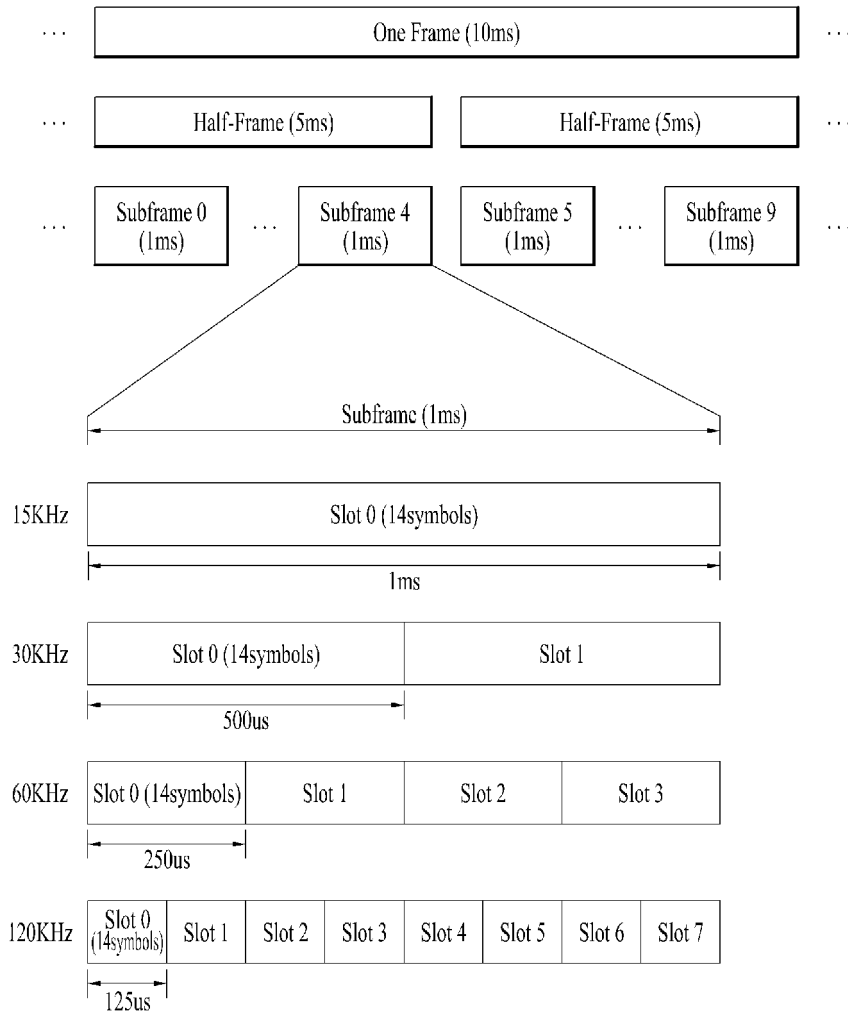 ... One Frame (10ms) ...
... Half-Frame (5ms) Half-Frame (5ms) ...
... Subframe 0 (1ms) ... Subframe 4 (1ms) Subframe 5 (1ms) ... Subframe 9 (1ms) ...
Subframe (1ms)
15KHz Slot 0 (14symbols)
1ms
30KHz Slot 0 (14symbols) Slot 1
500us
60KHz Slot 0 (14symbols) Slot 1 Slot 2 Slot 3
250us
120KHz Slot 0 (14symbols) Slot 1 Slot 2 Slot 3 Slot 4 Slot 5 Slot 6 Slot 7
125us